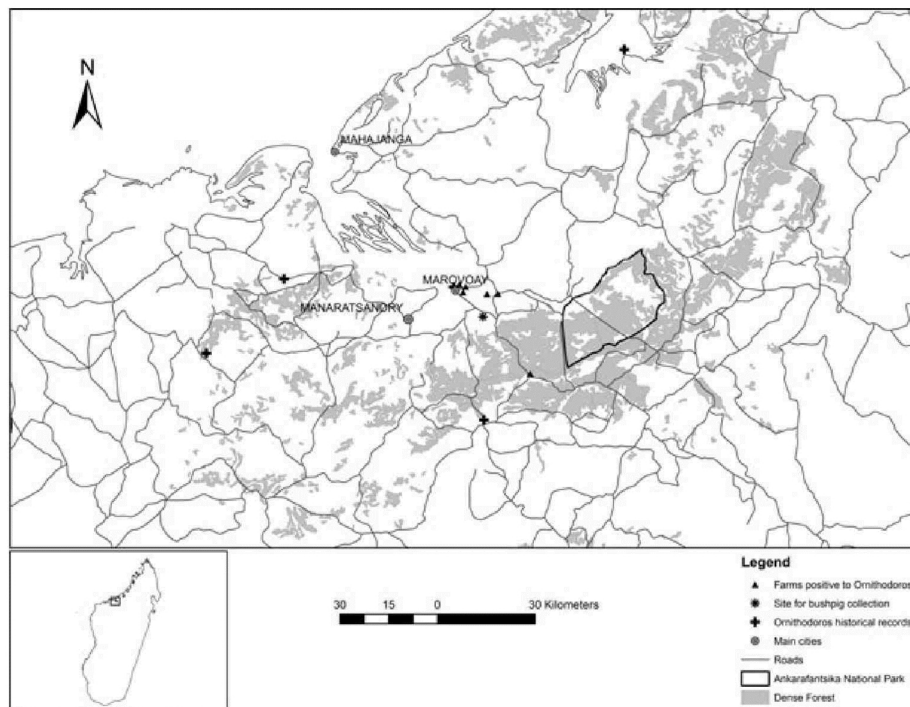 N
MAHAJANGA
MAROVOAY
MANARATSANDRY
30 15 0 30 Kilometers
Legend
Farms positive to Ornithodoros
Site for bushpig collection
Ornithodoros historical records
Main cities
Roads
Ankarafantsika National Park
Dense Forest